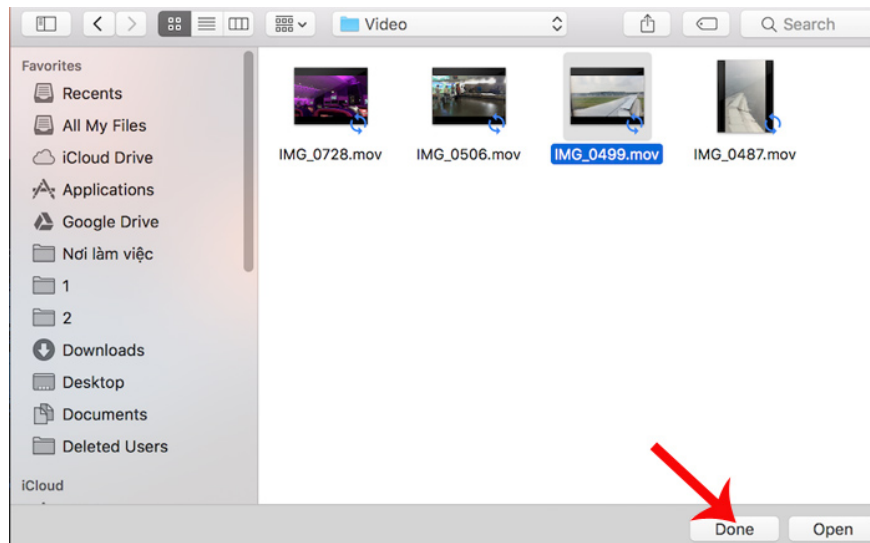 Video
Search
Favorites
Recents
All My Files
iCloud Drive
Applications
Google Drive
Nơi làm việc
1
2
Downloads
Desktop
Documents
Deleted Users
iCloud
IMG_0728.mov
IMG_0506.mov
IMG_0499.mov
IMG_0487.mov
Done
Open